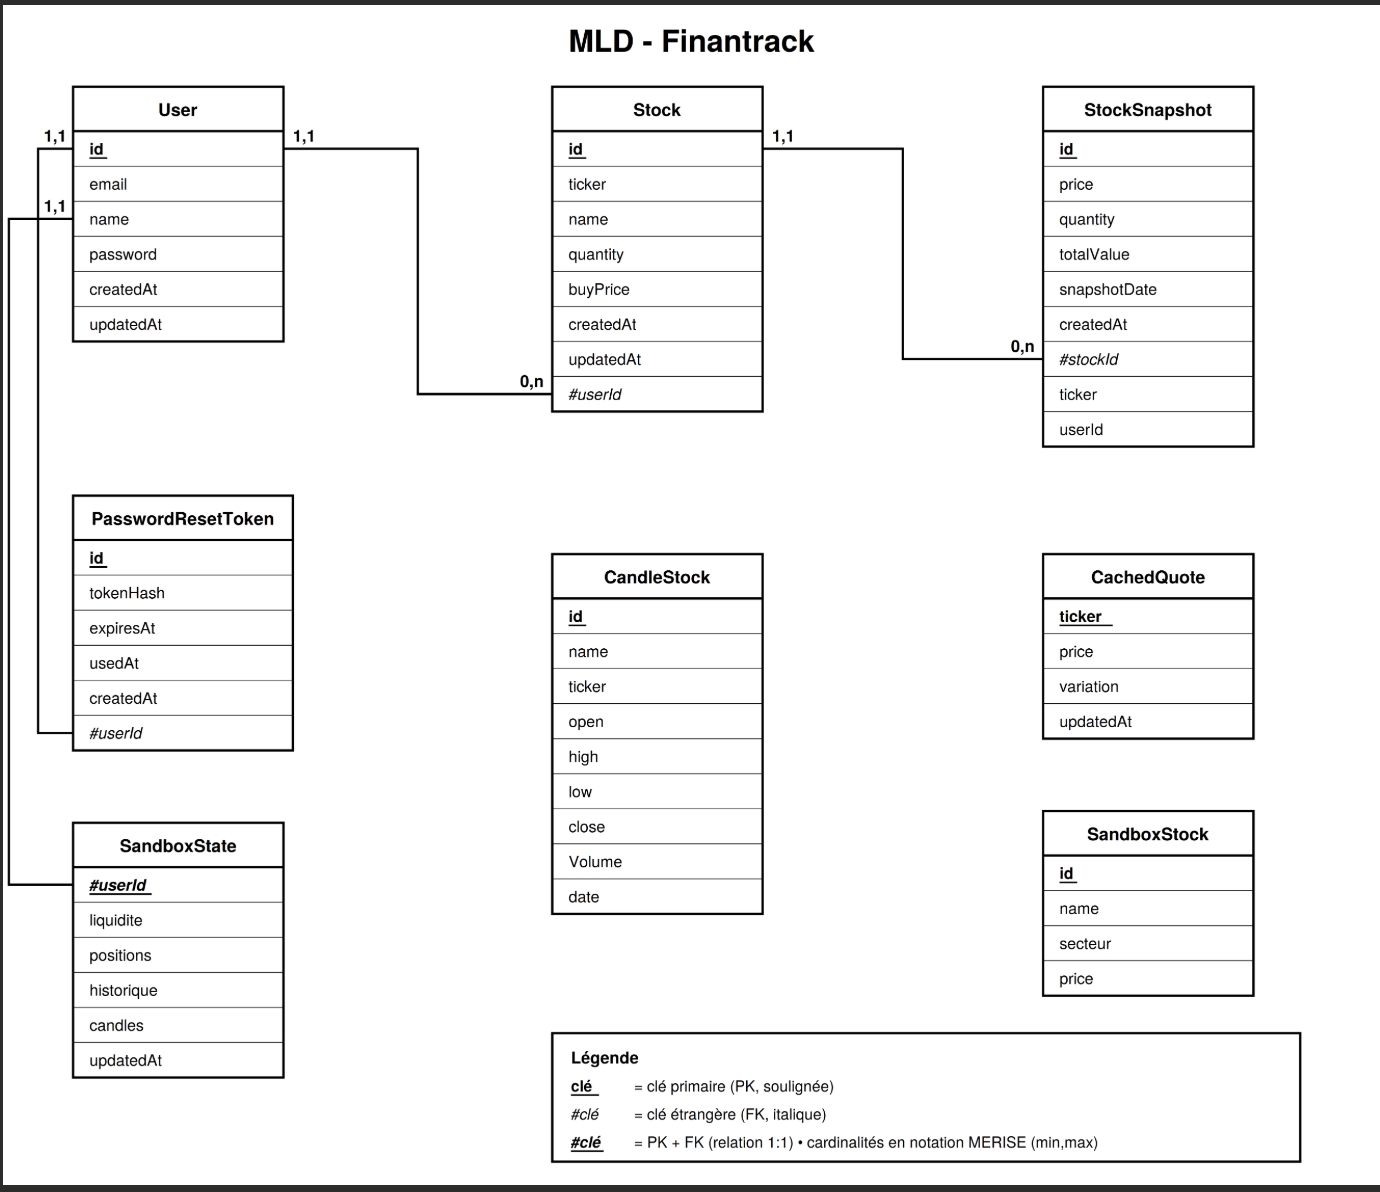 MLD - Finantrack
User
1,1
id
1,1
email
1,1
name
password
createdAt
updatedAt
Stock
id
1,1
ticker
name
quantity
buyPrice
createdAt
updatedAt
0,n
#userId
StockSnapshot
id
price
quantity
totalValue
snapshotDate
createdAt
0,n
#stockId
ticker
userId
PasswordResetToken
id
tokenHash
expiresAt
usedAt
createdAt
#userId
CandleStock
id
name
ticker
open
high
low
close
Volume
date
CachedQuote
ticker
price
variation
updatedAt
SandboxState
#userId
liquidite
positions
historique
candles
updatedAt
SandboxStock
id
name
secteur
price
Légende
clé = clé primaire (PK, soulignée)
#clé = clé étrangère (FK, italique)
#clé = PK + FK (relation 1:1) • cardinalités en notation MERISE (min,max)